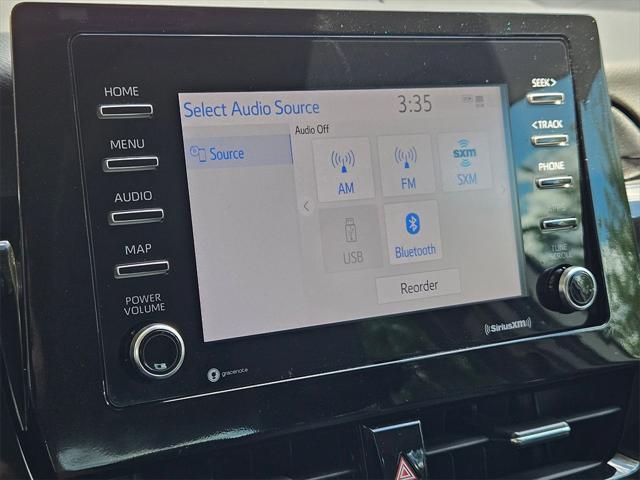 HOME
MENU
AUDIO
MAP
POWER
VOLUME
Select Audio Source
3:35
Source
Audio Off
AM
FM
sxm
SXM
USB
Bluetooth
Reorder
SEEK>
<TRACK
PHONE
TUNE
SCROLL
gracenote
((SiriusXM))